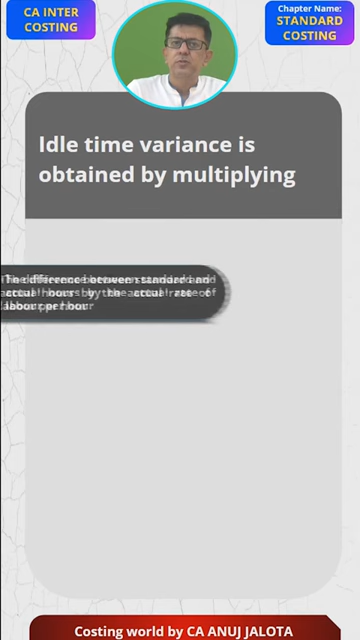 CA INTER
COSTING
Chapter Name:
STANDARD
COSTING
Idle time variance is
obtained by multiplying
The difference between standard and
actual hours by the actual rate of
labour per hour
Costing world by CA ANUJ JALOTA